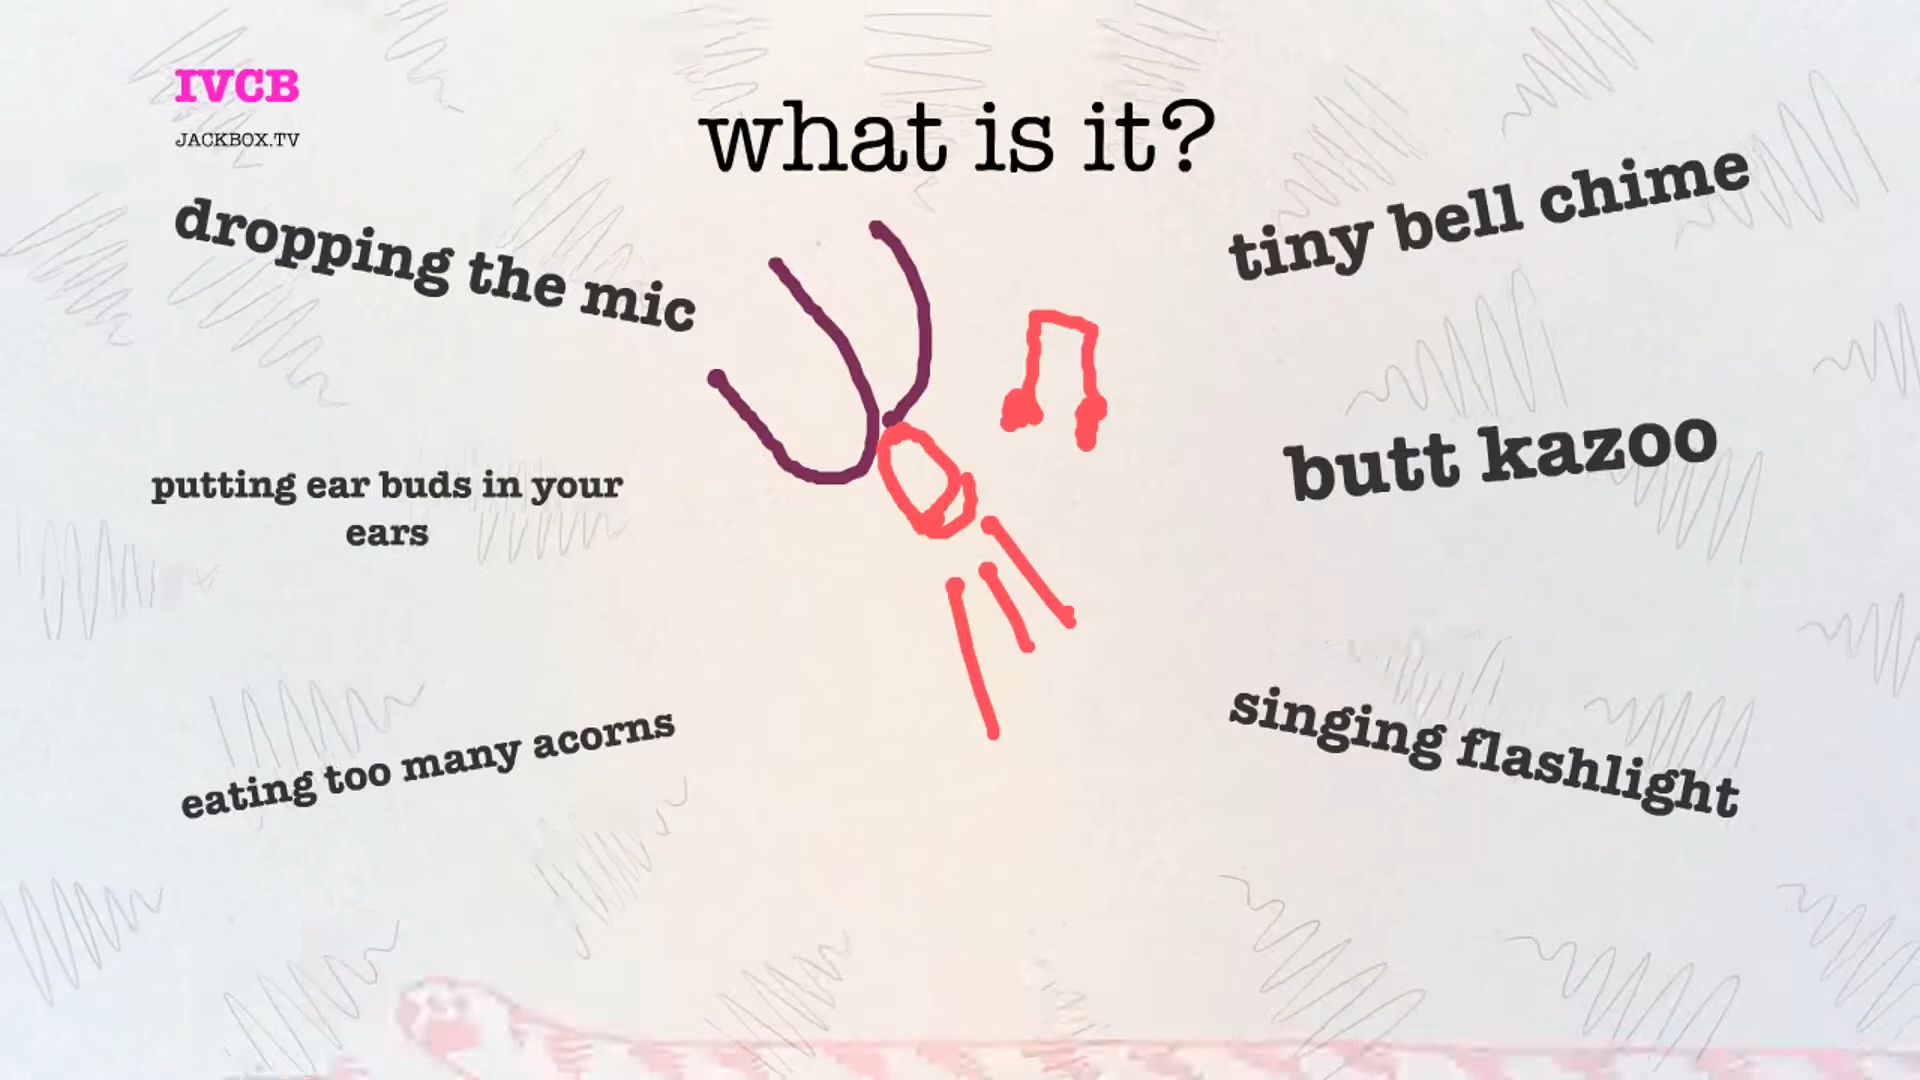 IVCB
JACKBOX.TV
what is it?
dropping the mic
tiny bell chime
putting ear buds in your
ears
butt kazoo
eating too many acorns
singing flashlight